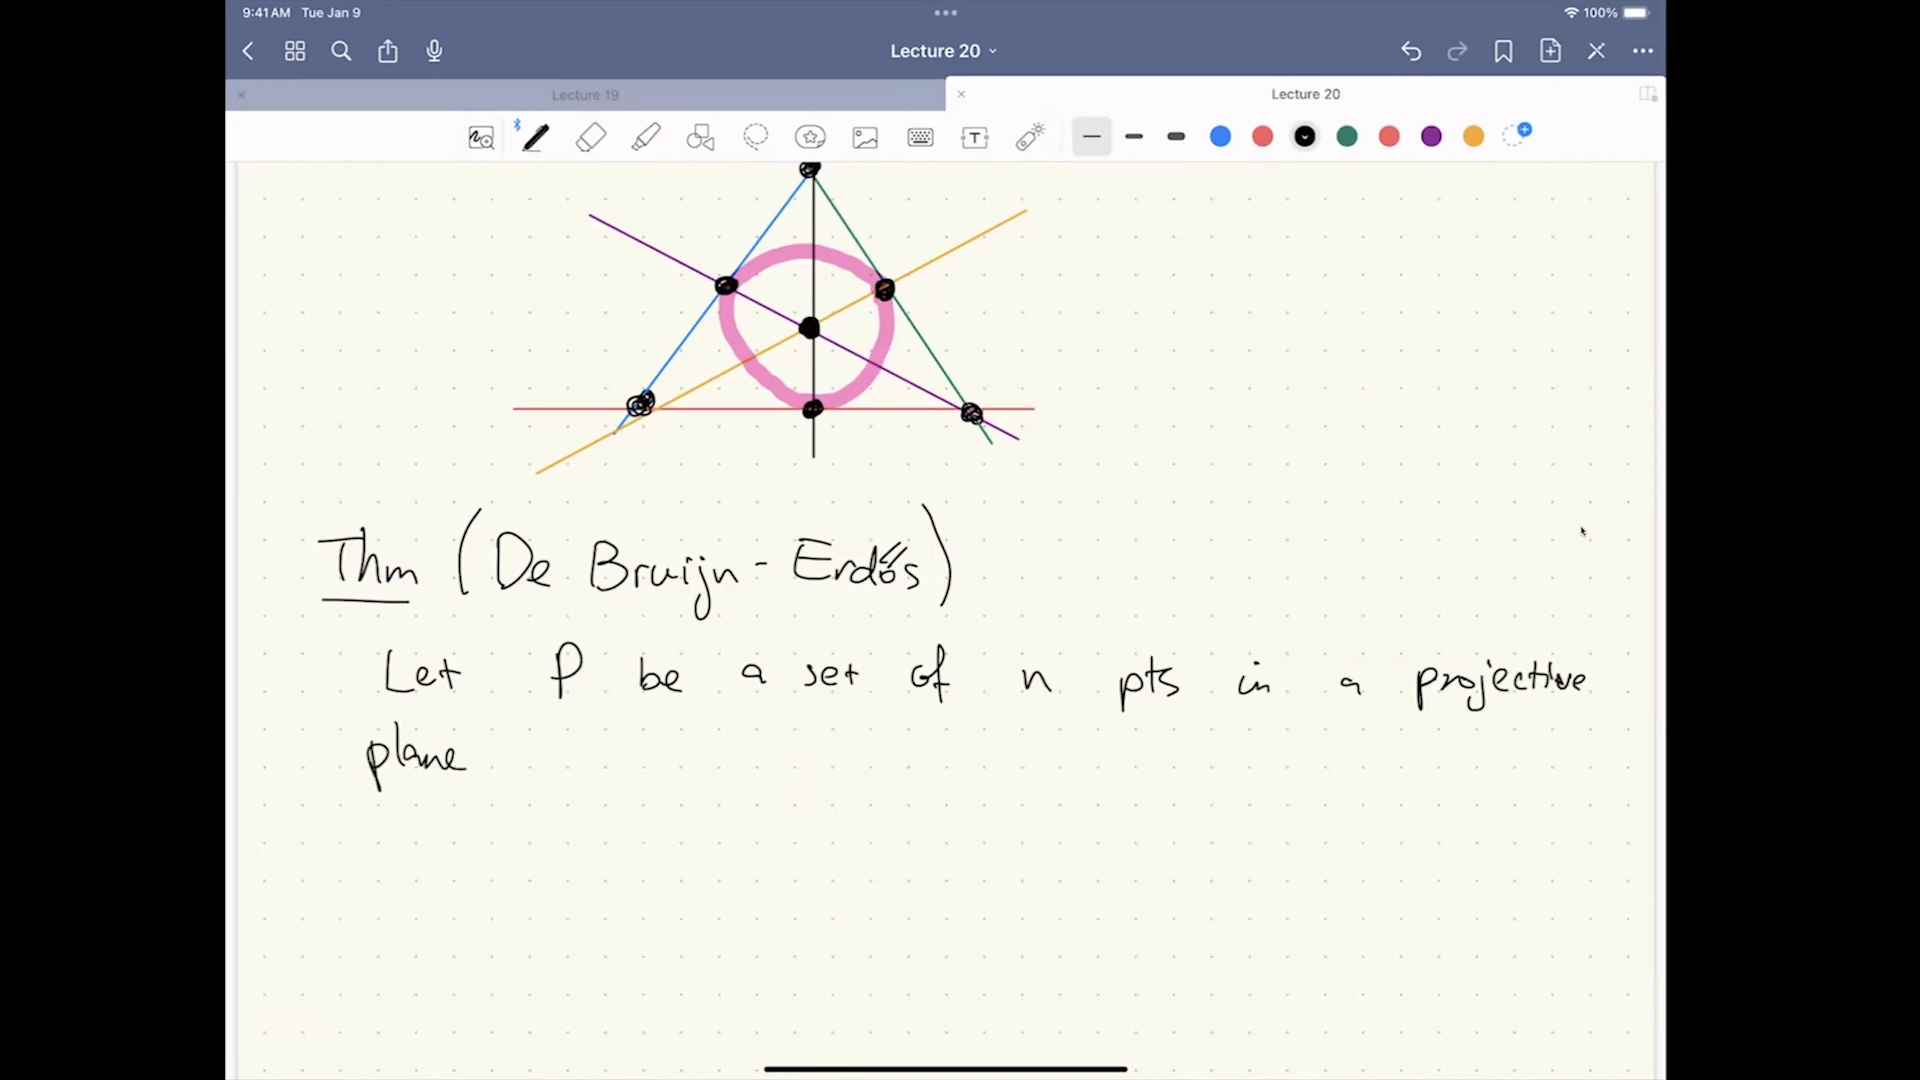 9:41 AM Tue Jan 9
100%
Lecture 20
Lecture 19
Lecture 20
T
Thm (De Bruijn - Erdős)
Let P be a set of n pts in a projective
plane